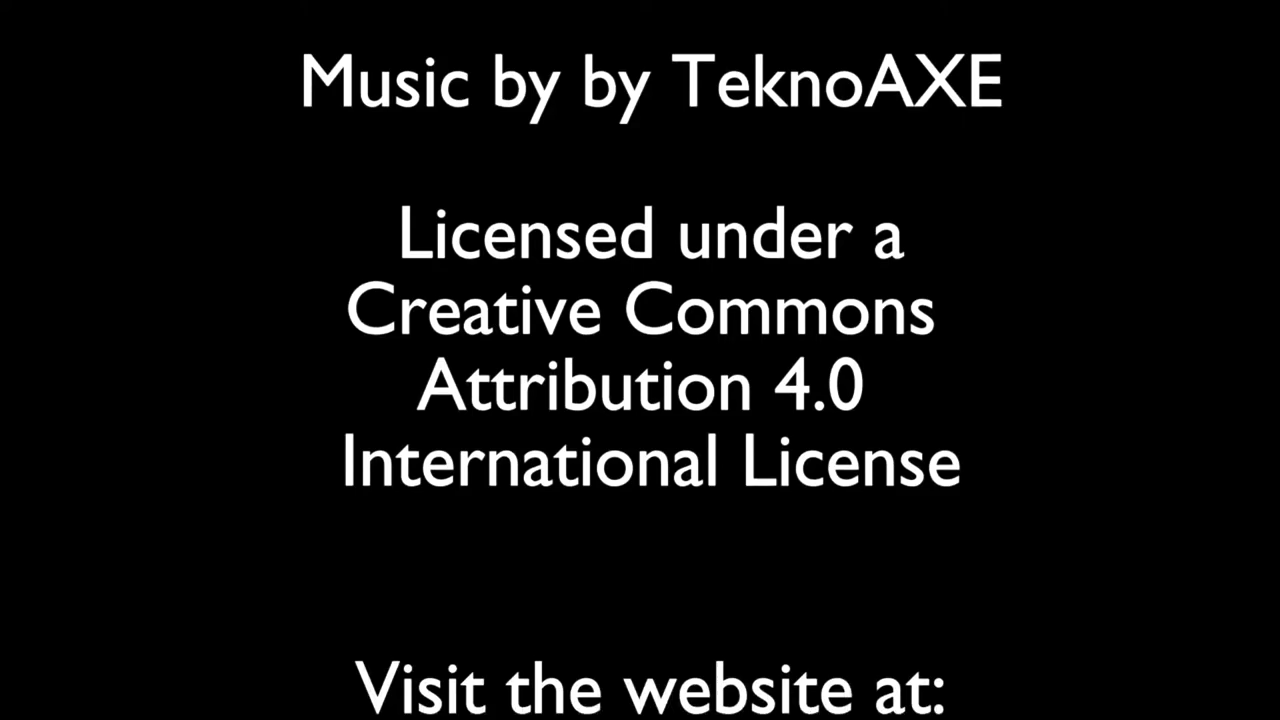 Music by by TeknoAXE
Licensed under a
Creative Commons
Attribution 4.0
International License
Visit the website at: